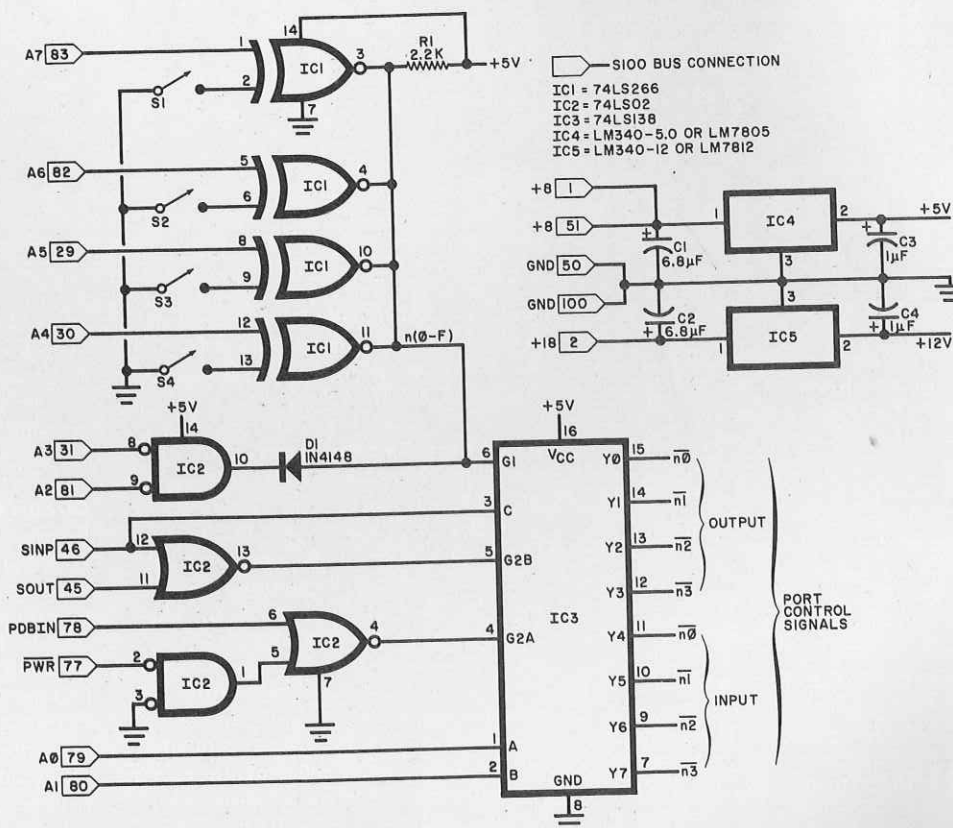 A7 83
1
2
14
IC1
3
7
S1
R1
2.2K
+5V
A6 82
5
6
IC1
4
S2
A5 29
8
9
IC1
10
S3
A4 30
12
13
IC1
11
n(Ø-F)
S4
S100 BUS CONNECTION
IC1 = 74LS266
IC2 = 74LS02
IC3 = 74LS138
IC4 = LM340-5.0 OR LM7805
IC5 = LM340-12 OR LM7812
+8 1
+8 51
GND 50
GND 100
+18 2
1
IC4
2
+5V
3
+
C1
6.8µF
+
C3
1µF
C2
+ 6.8µF
3
1
IC5
2
C4
+ 1µF
+12V
+5V
14
A3 31
8
A2 81
9
IC2
10
D1
1N4148
SINP 46
12
SOUT 45
11
IC2
13
PDBIN 78
6
PWR 77
2
3
IC2
1
5
IC2
4
7
AØ 79
A1 80
+5V
16
VCC
6 G1
3 C
5 G2B
4 G2A
1 A
2 B
IC3
GND
8
Y0 15 nØ
Y1 14 n1
Y2 13 n2
Y3 12 n3
Y4 11 nØ
Y5 10 n1
Y6 9 n2
Y7 7 n3
OUTPUT
INPUT
PORT
CONTROL
SIGNALS